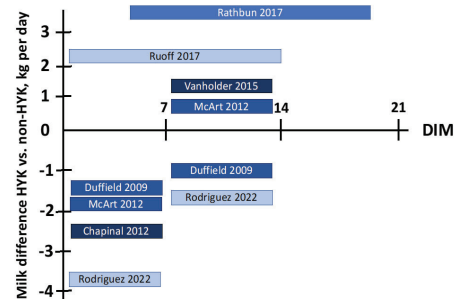 Milk difference HYK vs. non-HYK, kg per day
Rathbun 2017
3
Ruoff 2017
2
Vanholder 2015
1
McArt 2012
7
14
21
0
DIM
-1
Duffield 2009
Duffield 2009
Rodriguez 2022
McArt 2012
-2
Chapinal 2012
-3
Rodriguez 2022
-4